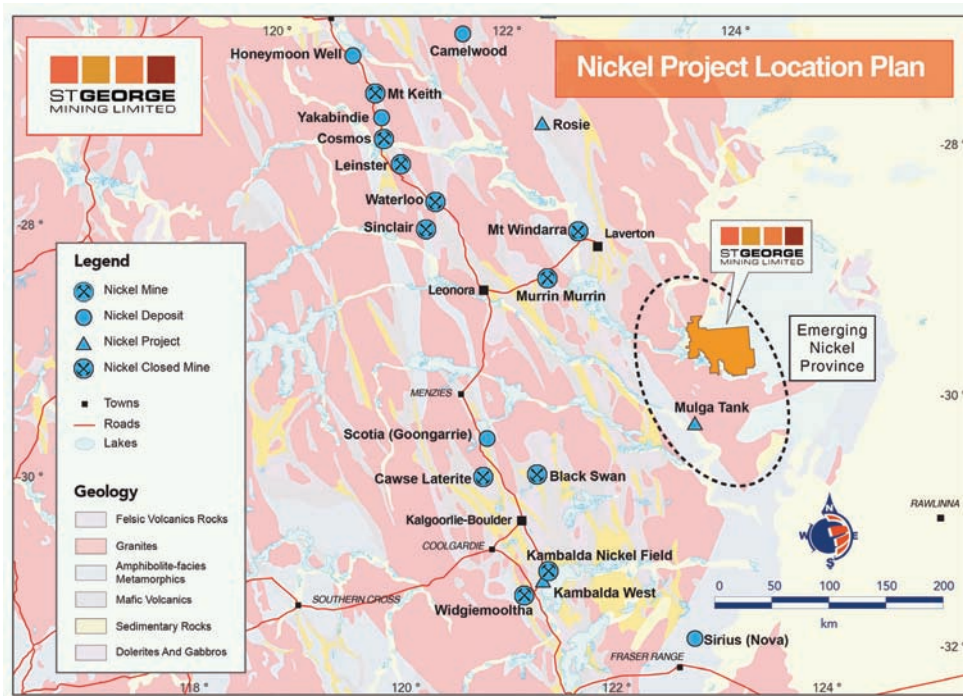 120 °
122 °
124 °
STGEORGE
MINING LIMITED
Nickel Project Location Plan
Honeymoon Well
Camelwood
Mt Keith
Yakabindie
Rosie
Cosmos
Leinster
-28 °
Waterloo
-28 °
Sinclair
Mt Windarra
Laverton
STGEORGE
MINING LIMITED
Legend
Nickel Mine
Nickel Deposit
Nickel Project
Nickel Closed Mine
Towns
Roads
Lakes
Leonora
Murrin Murrin
Emerging
Nickel
Province
MENZIES
-30 °
Mulga Tank
Scotia (Goongarrie)
-30 °
Cawse Laterite
Black Swan
Geology
Felsic Volcanics Rocks
Granites
Amphibolite-facies
Metamorphics
Mafic Volcanics
Sedimentary Rocks
Dolerites And Gabbros
Kalgoorlie-Boulder
RAWLINNA
COOLGARDIE
N
W
E
S
Kambalda Nickel Field
Kambalda West
SOUTHERN CROSS
Widgiemooltha
0 50 100 150 200
km
Sirius (Nova)
-32 °
FRASER RANGE
118 °
120 °
122 °
124 °